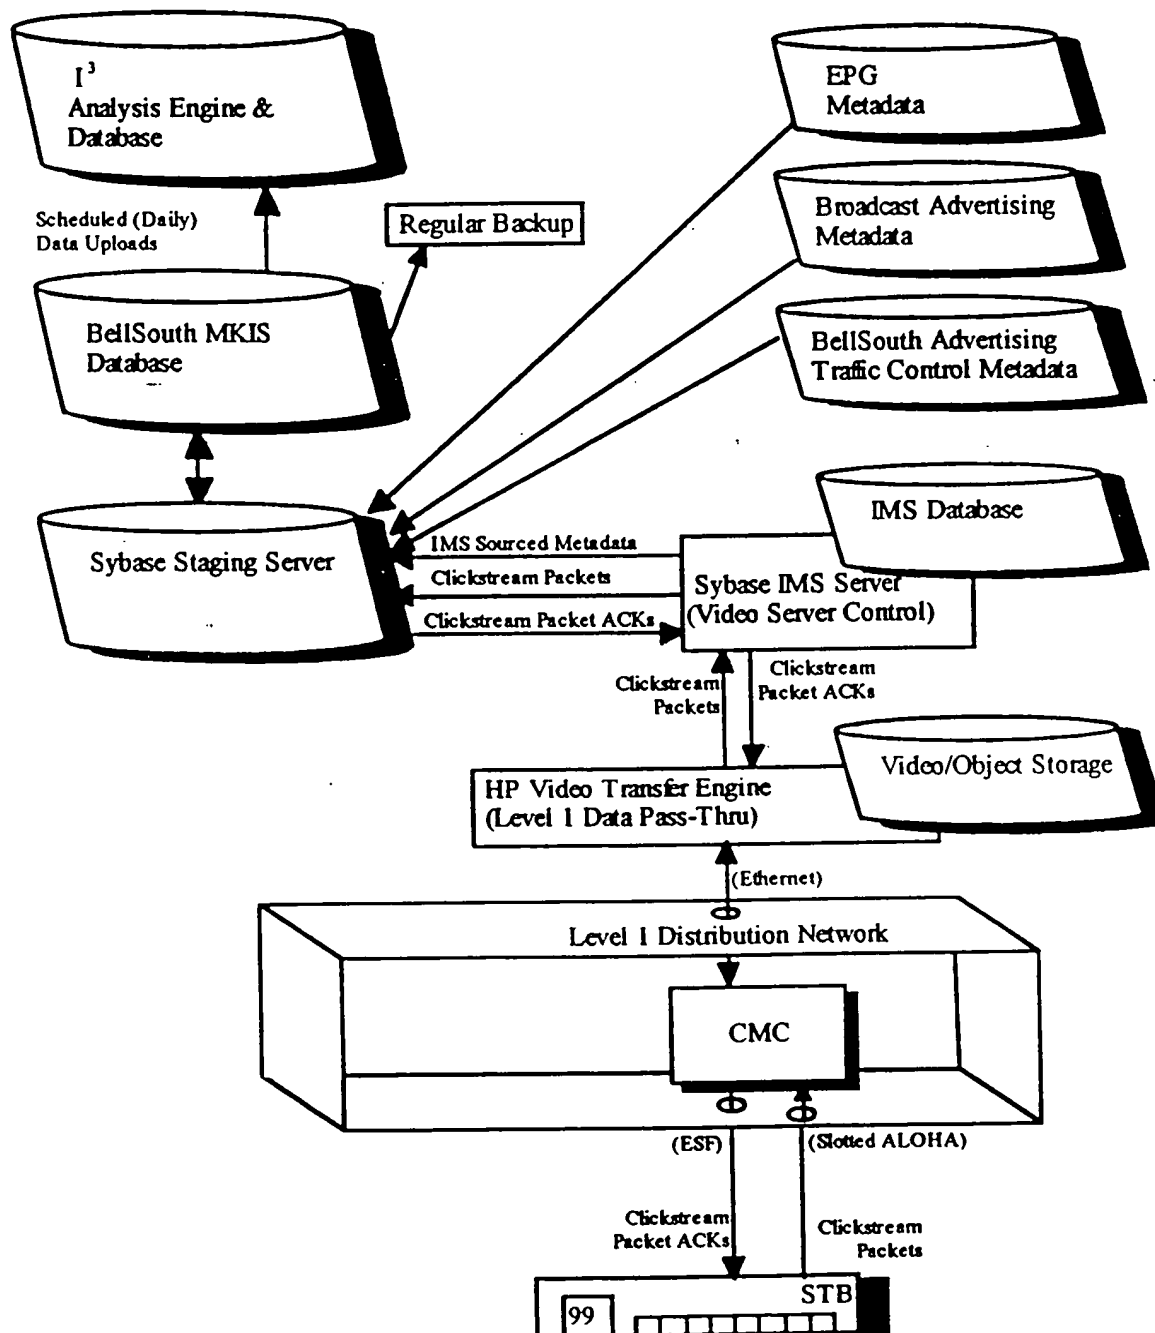 I³
Analysis Engine &
Database
EPG
Metadata
Scheduled (Daily)
Data Uploads
Regular Backup
Broadcast Advertising
Metadata
BellSouth MKIS
Database
BellSouth Advertising
Traffic Control Metadata
IMS Database
Sybase Staging Server
IMS Sourced Metadata
Clickstream Packets
Clickstream Packet ACKs
Sybase IMS Server
(Video Server Control)
Clickstream
Packets
Clickstream
Packet ACKs
Video/Object Storage
HP Video Transfer Engine
(Level 1 Data Pass-Thru)
(Ethernet)
Level 1 Distribution Network
CMC
(ESF)
(Slotted ALOHA)
Clickstream
Packet ACKs
Clickstream
Packets
STB
99